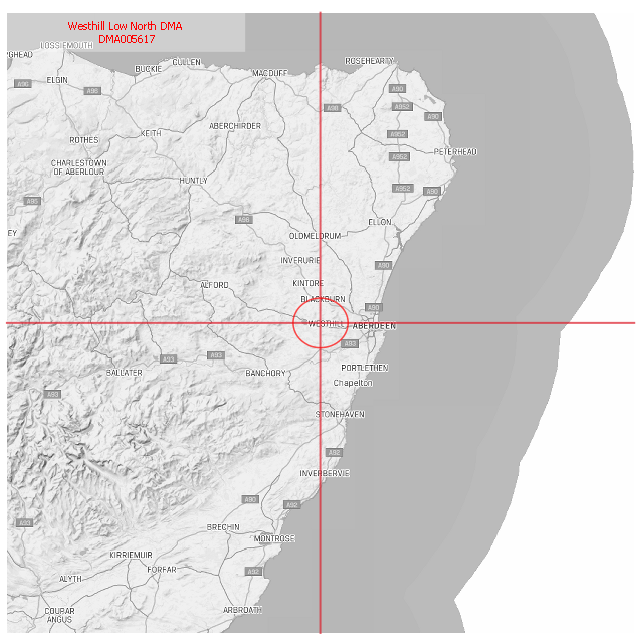 Westhill Low North DMA
DMA005617
LOSSIEMOUTH
CULLEN
ROSEHEARTY
BUCKIE
MACDUFF
ELGIN
A96
A90
A98
A952
A98
A90
ABERCHIRDER
KEITH
A952
ROTHES
PETERHEAD
A952
CHARLESTOWN
OF ABERLOUR
HUNTLY
A952
A90
A95
A96
ELLON
OLDMELDRUM
INVERURIE
A90
ALFORD
KINTORE
BLACKBURN
A90
WESTHILL
ABERDEEN
A93
A93
A93
BALLATER
BANCHORY
PORTLETHEN
Chapelton
A93
STONEHAVEN
A92
INVERBERVIE
A90
A92
A93
BRECHIN
MONTROSE
KIRRIEMUIR
FORFAR
A92
ALYTH
COUPAR
ANGUS
ARBROATH